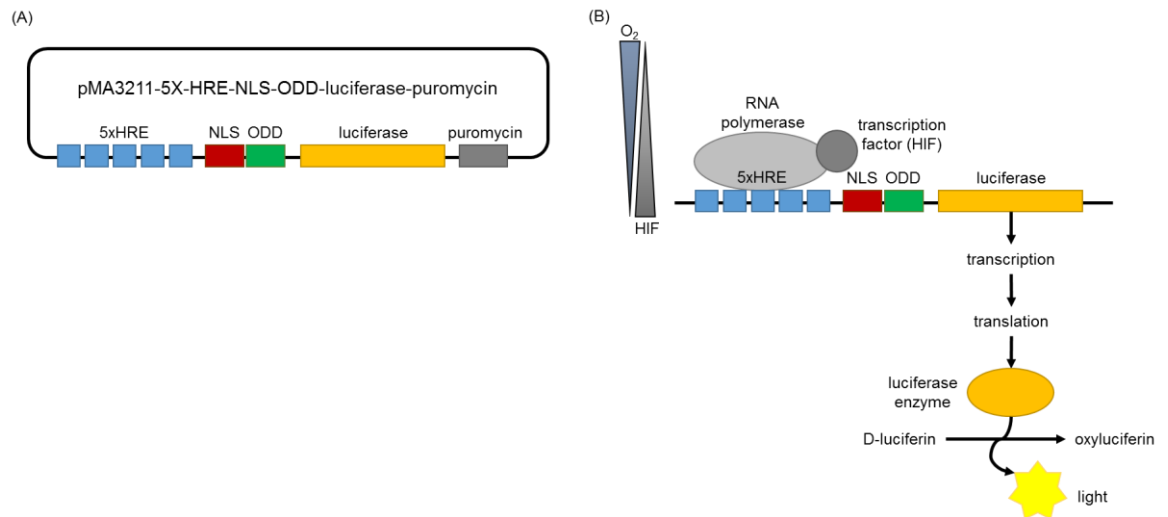 (A)
pMA3211-5X-HRE-NLS-ODD-luciferase-puromycin
5xHRE NLS ODD luciferase puromycin
(B)
O₂
HIF
RNA
polymerase
transcription
factor (HIF)
5xHRE NLS ODD luciferase
transcription
translation
luciferase
enzyme
D-luciferin oxyluciferin
light